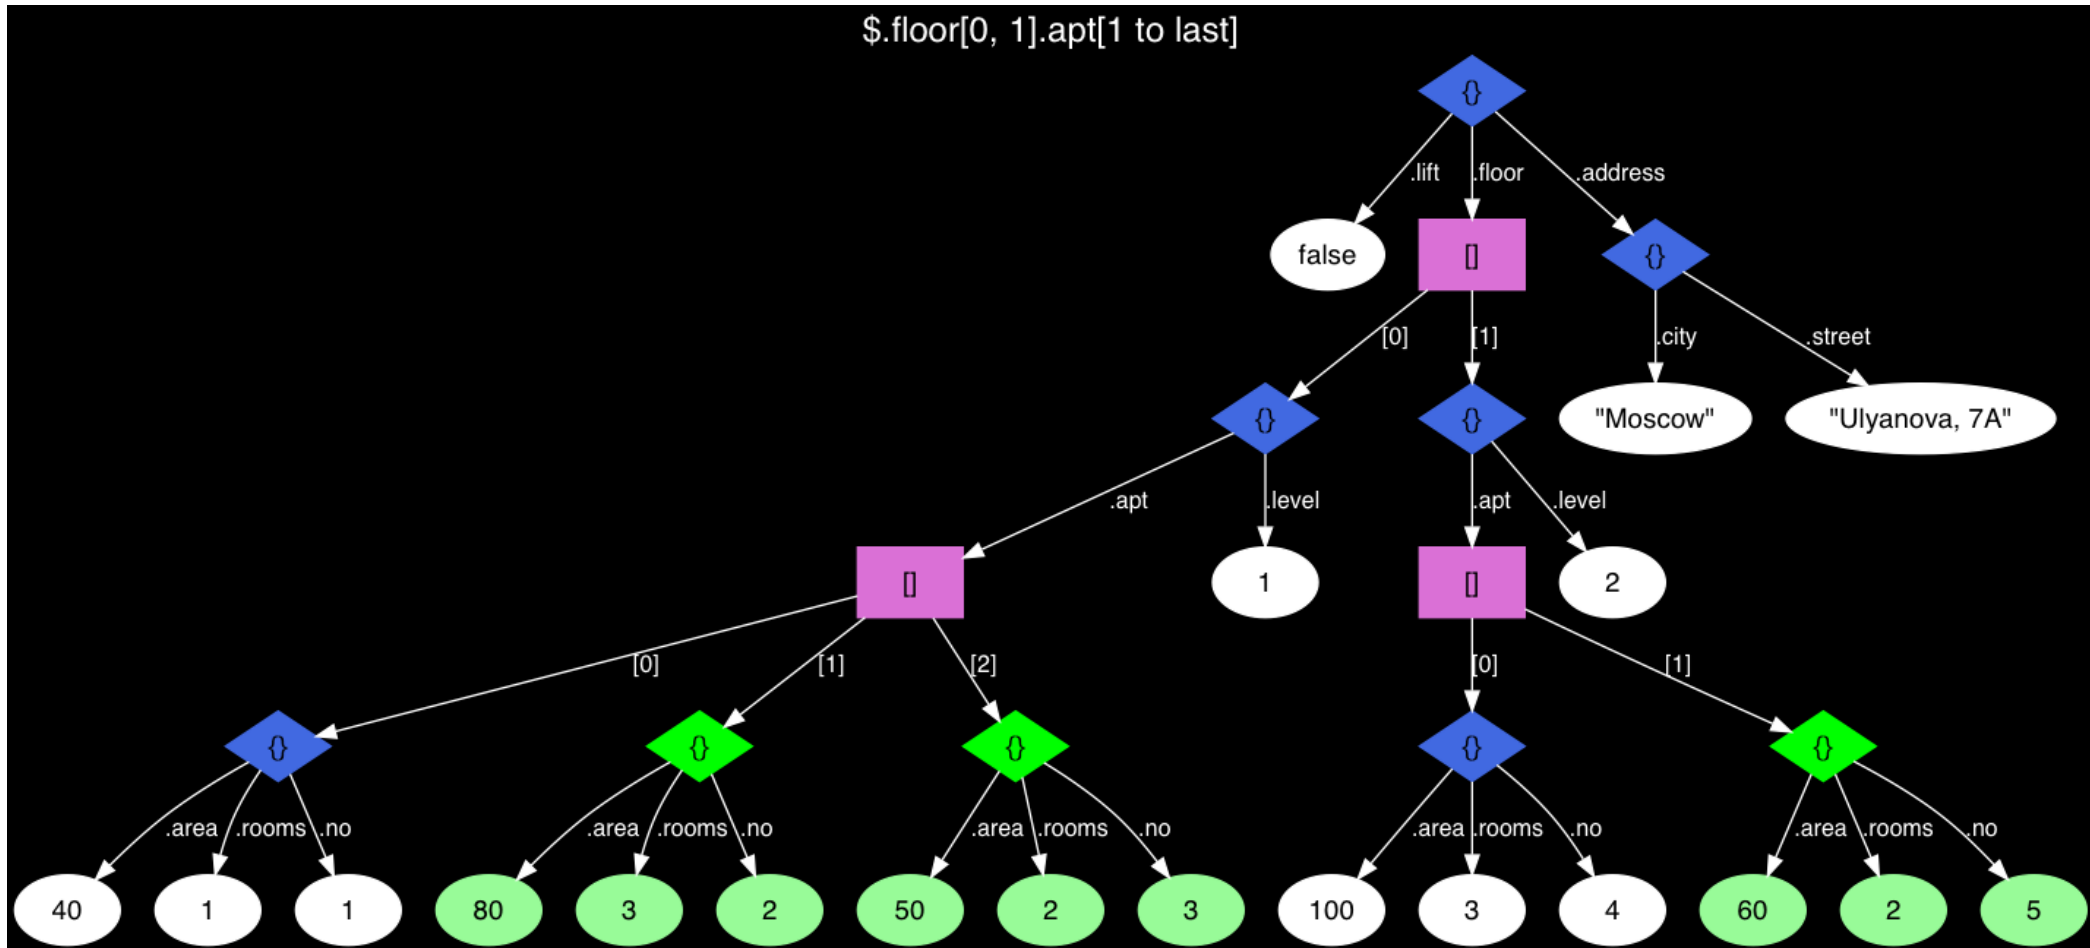 $.floor[0, 1].apt[1 to last]
{}
.lift .floor .address
false [] {}
[0] [1] .city .street
{} {} "Moscow" "Ulyanova, 7A"
.apt .level .apt .level
[] 1 [] 2
[0] [1] [2] [0] [1]
{} {} {} {} {}
.area .rooms .no .area .rooms .no .area .rooms .no .area .rooms .no .area .rooms .no
40 1 1 80 3 2 50 2 3 100 3 4 60 2 5